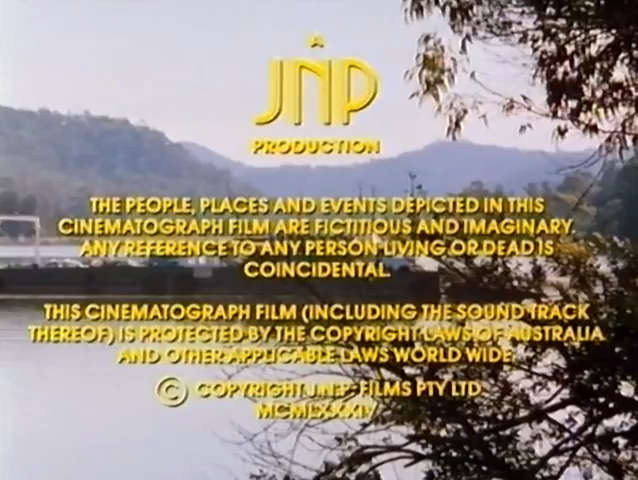 A
JNP
PRODUCTION
THE PEOPLE, PLACES AND EVENTS DEPICTED IN THIS
CINEMATOGRAPH FILM ARE FICTITIOUS AND IMAGINARY.
ANY REFERENCE TO ANY PERSON LIVING OR DEAD IS
COINCIDENTAL.
THIS CINEMATOGRAPH FILM (INCLUDING THE SOUND TRACK
THEREOF) IS PROTECTED BY THE COPYRIGHT LAWS OF AUSTRALIA
AND OTHER APPLICABLE LAWS WORLD WIDE
© COPYRIGHT J.N.P. FILMS PTY LTD